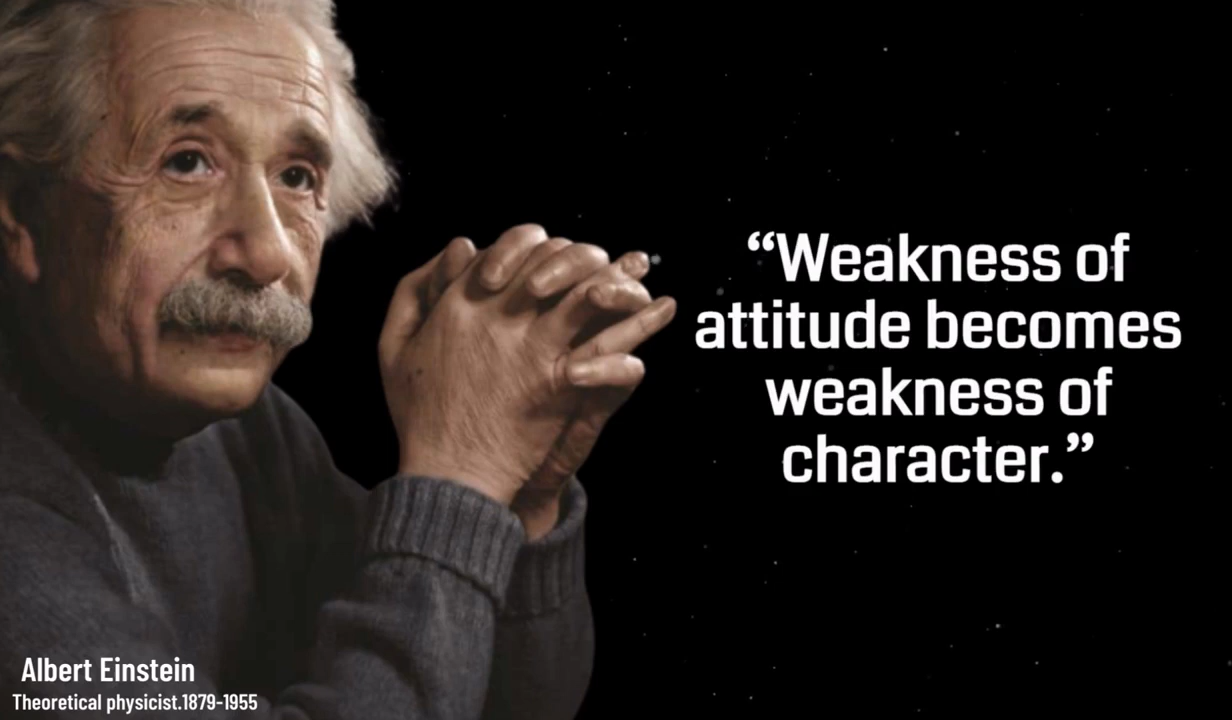 “Weakness of
attitude becomes
weakness of
character.”
Albert Einstein
Theoretical physicist.1879-1955